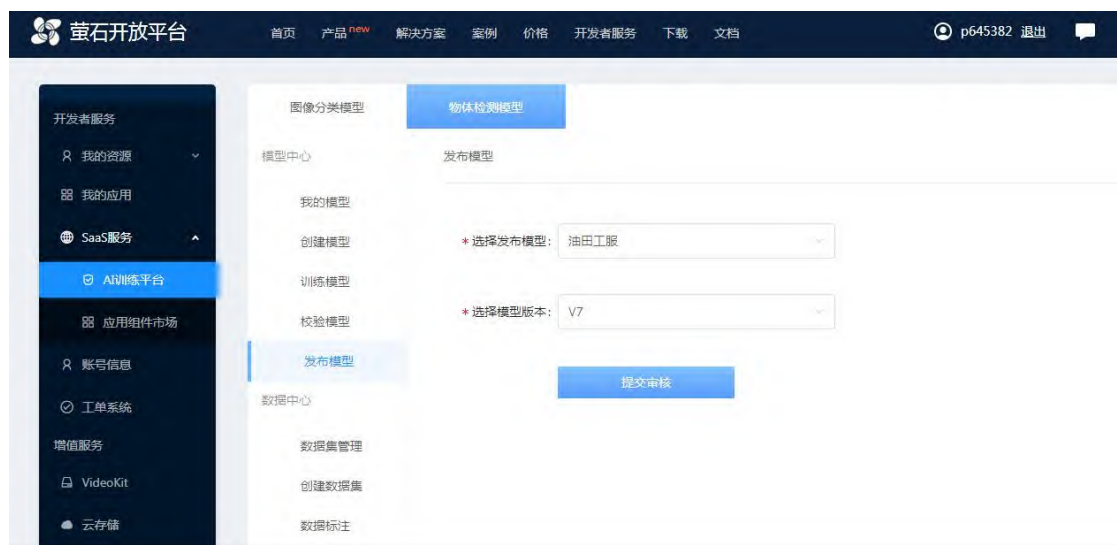 萤石开放平台
首页 产品 new 解决方案 案例 价格 开发者服务 下载 文档
p645382 退出
开发者服务
我的资源
我的应用
SaaS服务
AI训练平台
应用组件市场
账号信息
工单系统
增值服务
VideoKit
云存储
图像分类模型
物体检测模型
模型中心
我的模型
创建模型
训练模型
校验模型
发布模型
数据中心
数据集管理
创建数据集
数据标注
发布模型
*选择发布模型: 油田工服
*选择模型版本: V7
提交审核